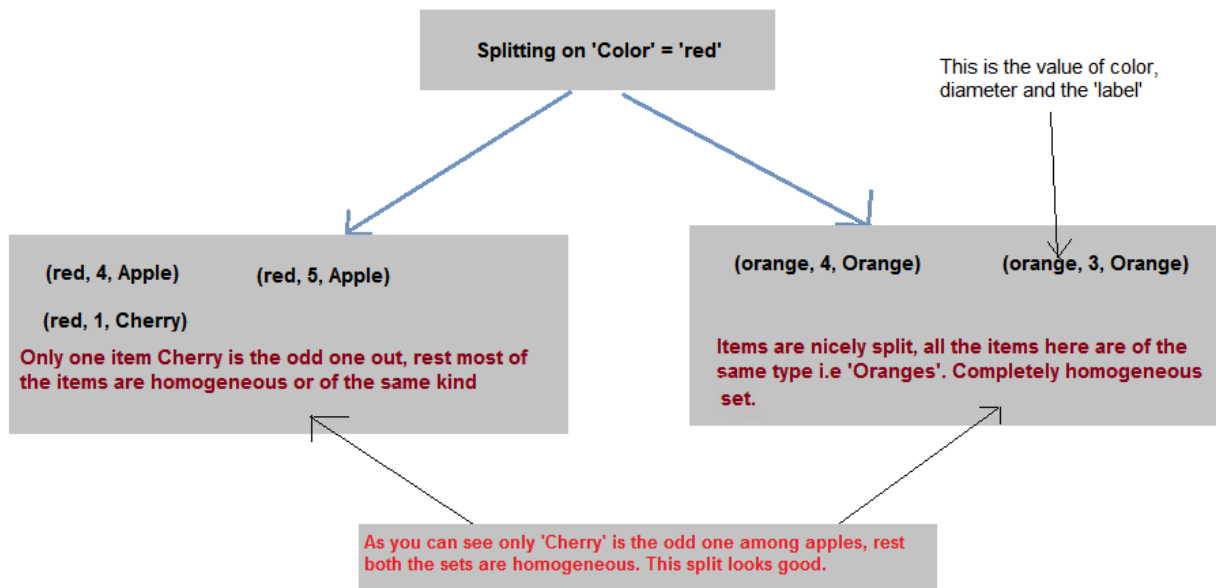 Splitting on 'Color' = 'red'
This is the value of color,
diameter and the 'label'
(red, 4, Apple)
(red, 5, Apple)
(red, 1, Cherry)
Only one item Cherry is the odd one out, rest most of
the items are homogeneous or of the same kind
(orange, 4, Orange)
(orange, 3, Orange)
Items are nicely split, all the items here are of the
same type i.e 'Oranges'. Completely homogeneous
set.
As you can see only 'Cherry' is the odd one among apples, rest
both the sets are homogeneous. This split looks good.